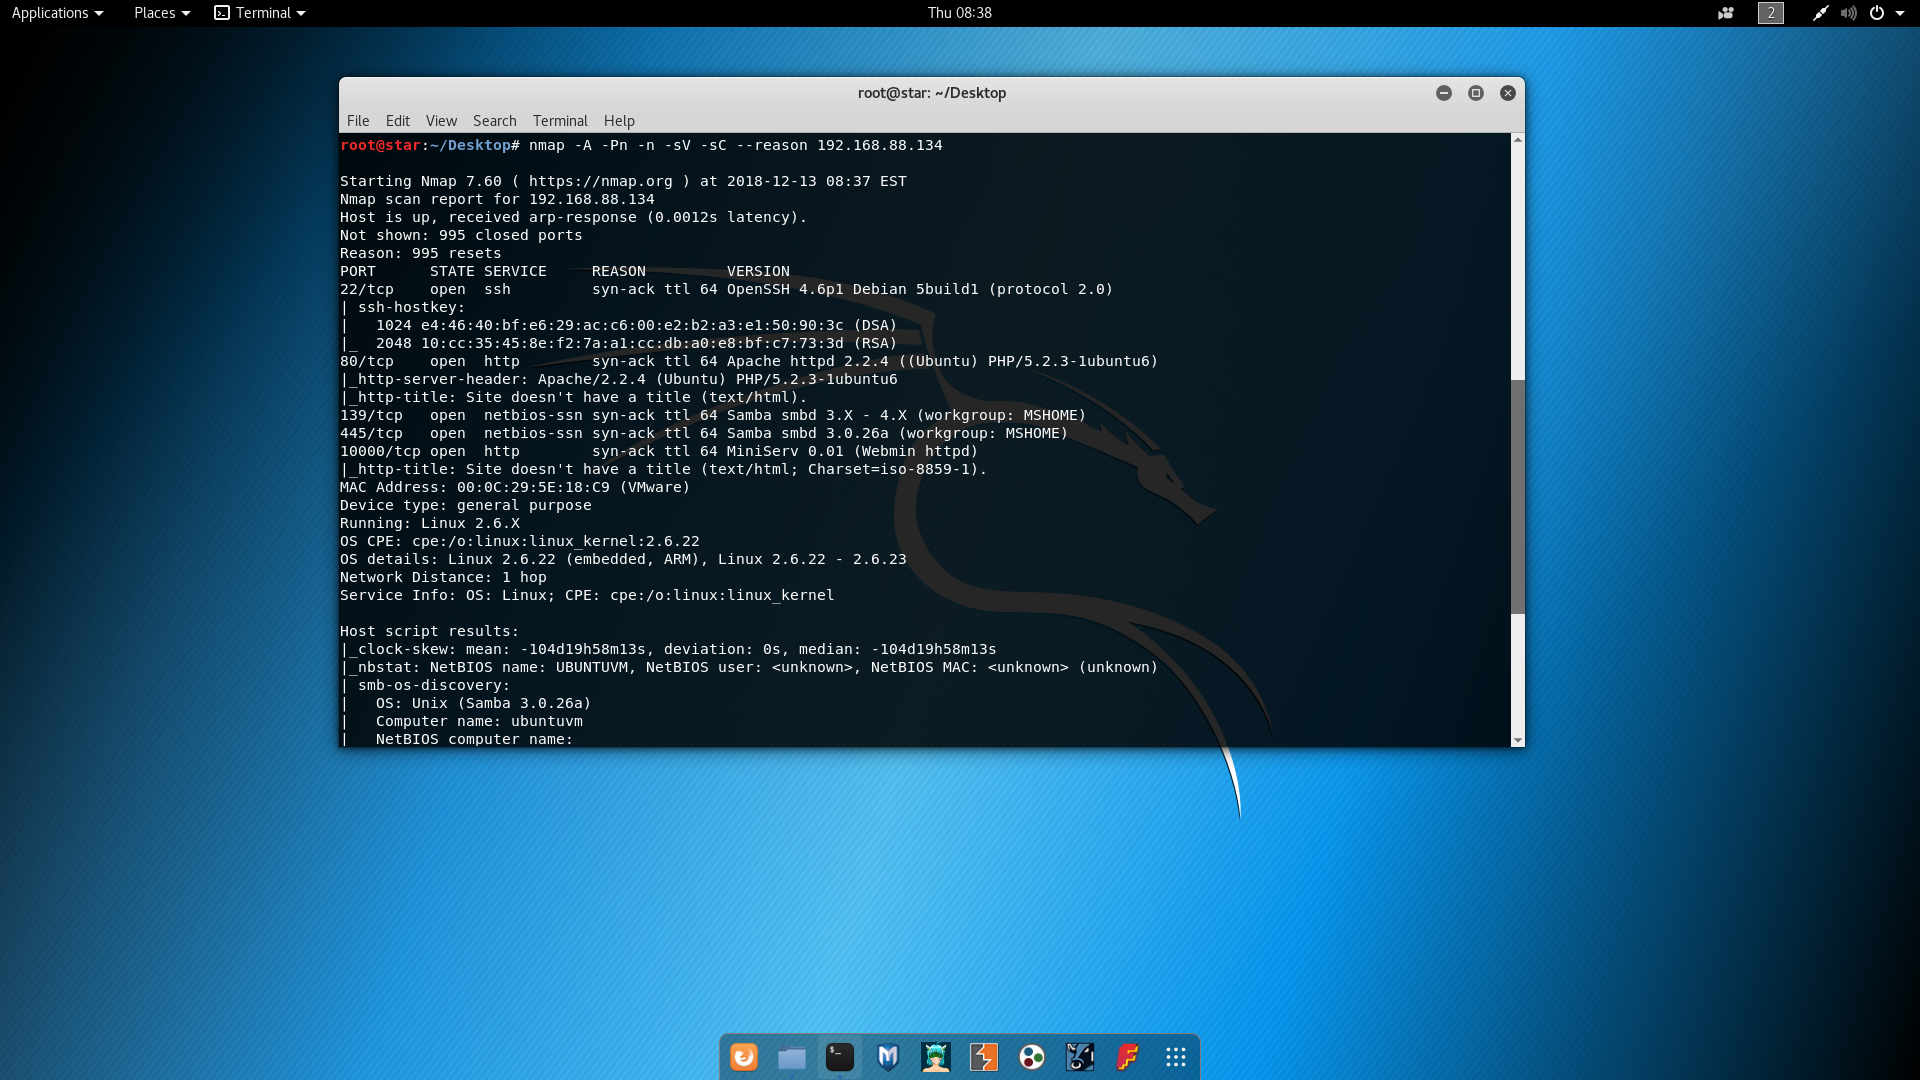 Applications Places Terminal Thu 08:38 2
root@star: ~/Desktop
File Edit View Search Terminal Help
root@star:~/Desktop# nmap -A -Pn -n -sV -sC --reason 192.168.88.134
Starting Nmap 7.60 ( https://nmap.org ) at 2018-12-13 08:37 EST
Nmap scan report for 192.168.88.134
Host is up, received arp-response (0.0012s latency).
Not shown: 995 closed ports
Reason: 995 resets
PORT      STATE SERVICE     REASON         VERSION
22/tcp    open  ssh         syn-ack ttl 64 OpenSSH 4.6p1 Debian 5build1 (protocol 2.0)
| ssh-hostkey:
|   1024 e4:46:40:bf:e6:29:ac:c6:00:e2:b2:a3:e1:50:90:3c (DSA)
|_  2048 10:cc:35:45:8e:f2:7a:a1:cc:db:a0:e8:bf:c7:73:3d (RSA)
80/tcp    open  http        syn-ack ttl 64 Apache httpd 2.2.4 ((Ubuntu) PHP/5.2.3-1ubuntu6)
|_http-server-header: Apache/2.2.4 (Ubuntu) PHP/5.2.3-1ubuntu6
|_http-title: Site doesn't have a title (text/html).
139/tcp   open  netbios-ssn syn-ack ttl 64 Samba smbd 3.X - 4.X (workgroup: MSHOME)
445/tcp   open  netbios-ssn syn-ack ttl 64 Samba smbd 3.0.26a (workgroup: MSHOME)
10000/tcp open  http        syn-ack ttl 64 MiniServ 0.01 (Webmin httpd)
|_http-title: Site doesn't have a title (text/html; Charset=iso-8859-1).
MAC Address: 00:0C:29:5E:18:C9 (VMware)
Device type: general purpose
Running: Linux 2.6.X
OS CPE: cpe:/o:linux:linux_kernel:2.6.22
OS details: Linux 2.6.22 (embedded, ARM), Linux 2.6.22 - 2.6.23
Network Distance: 1 hop
Service Info: OS: Linux; CPE: cpe:/o:linux:linux_kernel
Host script results:
|_clock-skew: mean: -104d19h58m13s, deviation: 0s, median: -104d19h58m13s
|_nbstat: NetBIOS name: UBUNTUVM, NetBIOS user: <unknown>, NetBIOS MAC: <unknown> (unknown)
| smb-os-discovery:
|   OS: Unix (Samba 3.0.26a)
|   Computer name: ubuntuvm
|   NetBIOS computer name: